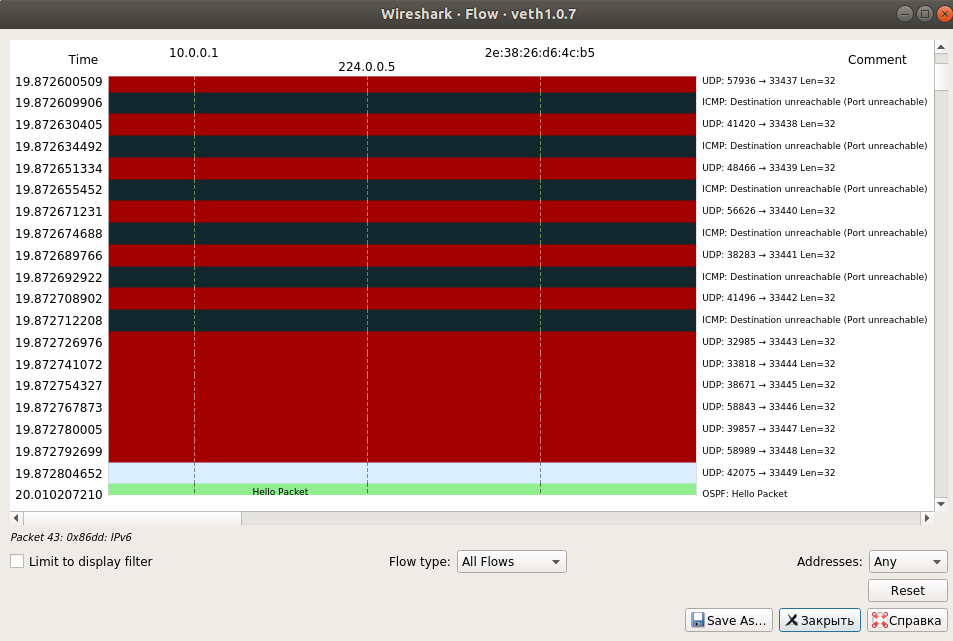 Wireshark · Flow · veth1.0.7
Time 10.0.0.1 224.0.0.5 2e:38:26:d6:4c:b5 Comment
19.872600509 UDP: 57936 → 33437 Len=32
19.872609906 ICMP: Destination unreachable (Port unreachable)
19.872630405 UDP: 41420 → 33438 Len=32
19.872634492 ICMP: Destination unreachable (Port unreachable)
19.872651334 UDP: 48466 → 33439 Len=32
19.872655452 ICMP: Destination unreachable (Port unreachable)
19.872671231 UDP: 56626 → 33440 Len=32
19.872674688 ICMP: Destination unreachable (Port unreachable)
19.872689766 UDP: 38283 → 33441 Len=32
19.872692922 ICMP: Destination unreachable (Port unreachable)
19.872708902 UDP: 41496 → 33442 Len=32
19.872712208 ICMP: Destination unreachable (Port unreachable)
19.872726976 UDP: 32985 → 33443 Len=32
19.872741072 UDP: 33818 → 33444 Len=32
19.872754327 UDP: 38671 → 33445 Len=32
19.872767873 UDP: 58843 → 33446 Len=32
19.872780005 UDP: 39857 → 33447 Len=32
19.872792699 UDP: 58989 → 33448 Len=32
19.872804652 UDP: 42075 → 33449 Len=32
20.010207210 Hello Packet OSPF: Hello Packet
Packet 43: 0x86dd: IPv6
Limit to display filter Flow type: All Flows Addresses: Any
Reset
Save As... Закрыть Справка